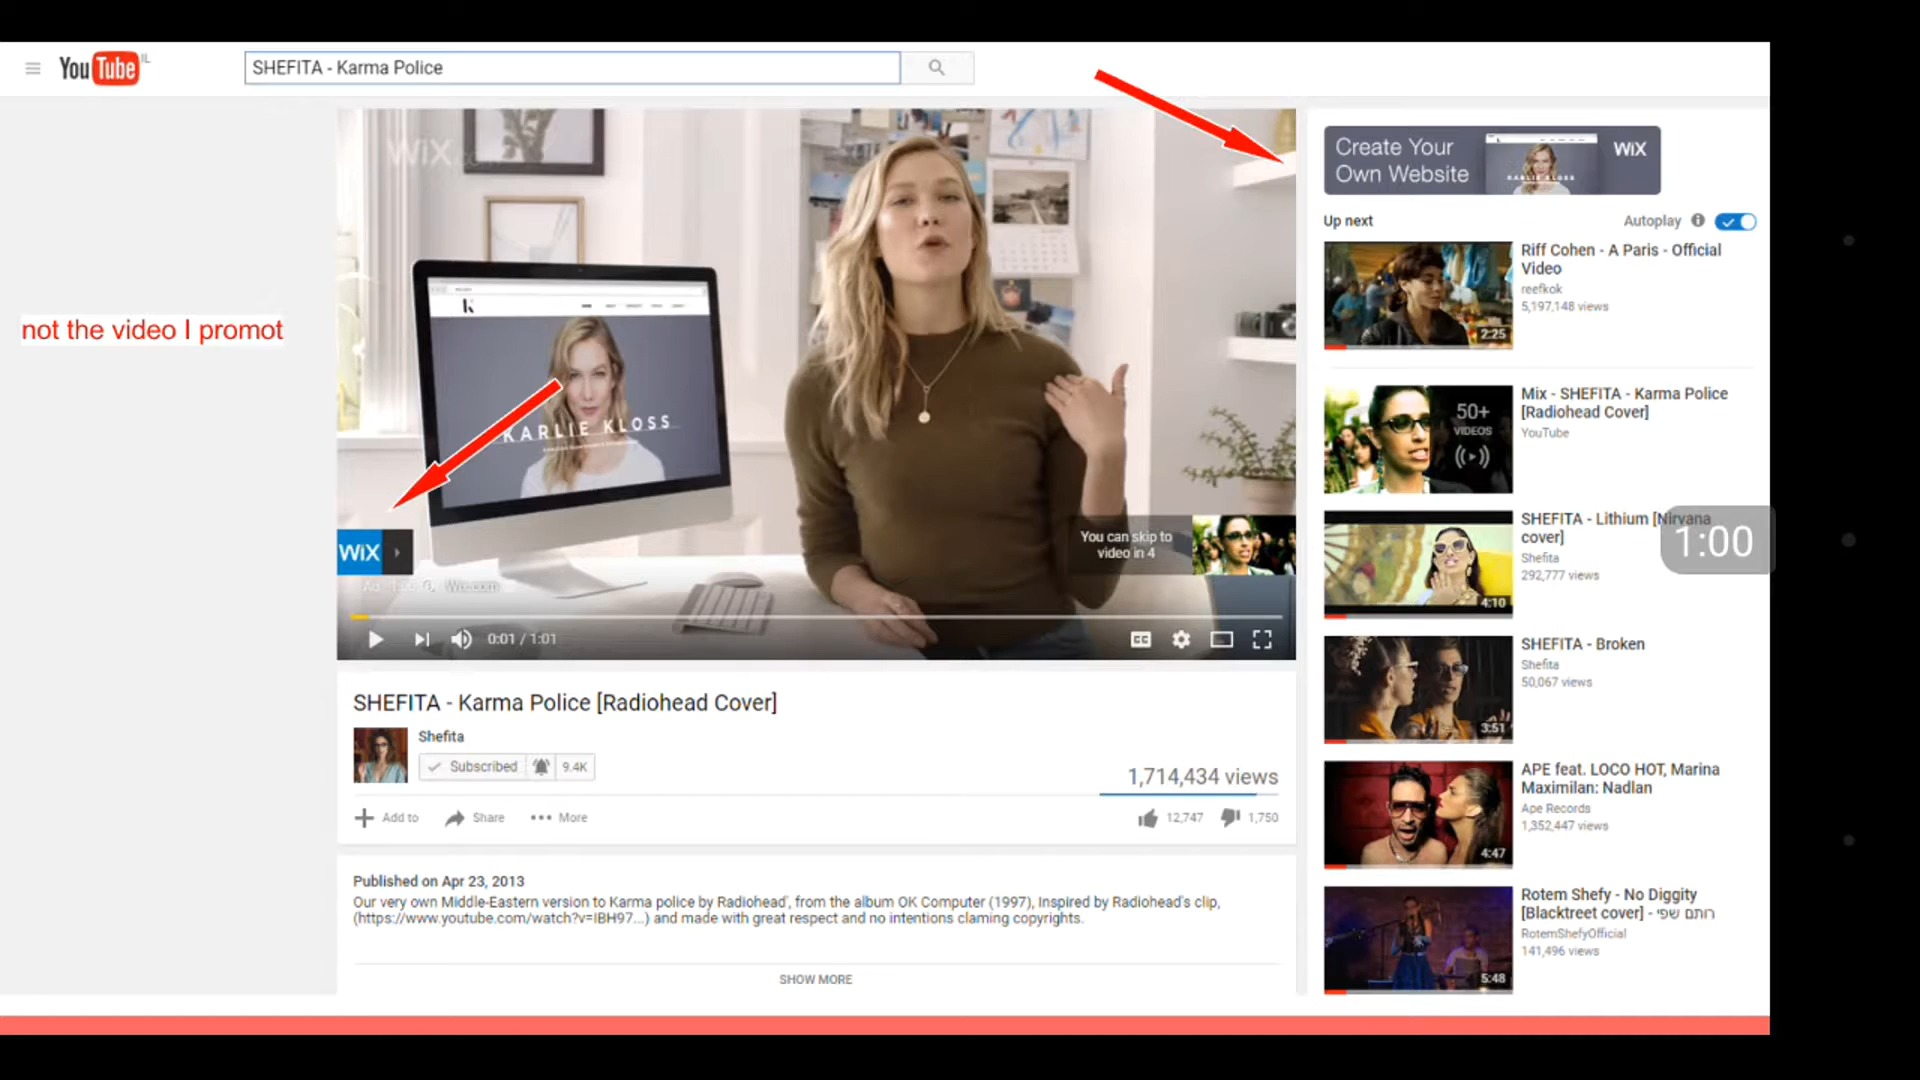 YouTube IL
SHEFITA - Karma Police
WiX
Create Your
Own Website
WiX
KARLIE KLOSS
Up next
Autoplay
Riff Cohen - A Paris - Official
Video
reefkok
5,197,148 views
2:25
not the video I promot
KARLIE KLOSS
Mix - SHEFITA - Karma Police
[Radiohead Cover]
YouTube
50+
VIDEOS
SHEFITA - Lithium [Nirvana
cover]
Shefita
292,777 views
4:10
1:00
WiX
You can skip to
video in 4
Wix.com
0:01 / 1:01
CC
SHEFITA - Broken
Shefita
50,067 views
3:51
SHEFITA - Karma Police [Radiohead Cover]
Shefita
Subscribed
9.4K
1,714,434 views
Add to
Share
More
12,747
1,750
APE feat. LOCO HOT, Marina
Maximilian: Nadlan
Ape Records
1,352,447 views
4:47
Published on Apr 23, 2013
Our very own Middle-Eastern version to Karma police by Radiohead', from the album OK Computer (1997), Inspired by Radiohead's clip,
(https://www.youtube.com/watch?v=IBH97...) and made with great respect and no intentions claming copyrights.
SHOW MORE
Rotem Shefy - No Diggity
[Blacktreet cover] - רותם שפי
RotemShefyOfficial
141,496 views
5:48